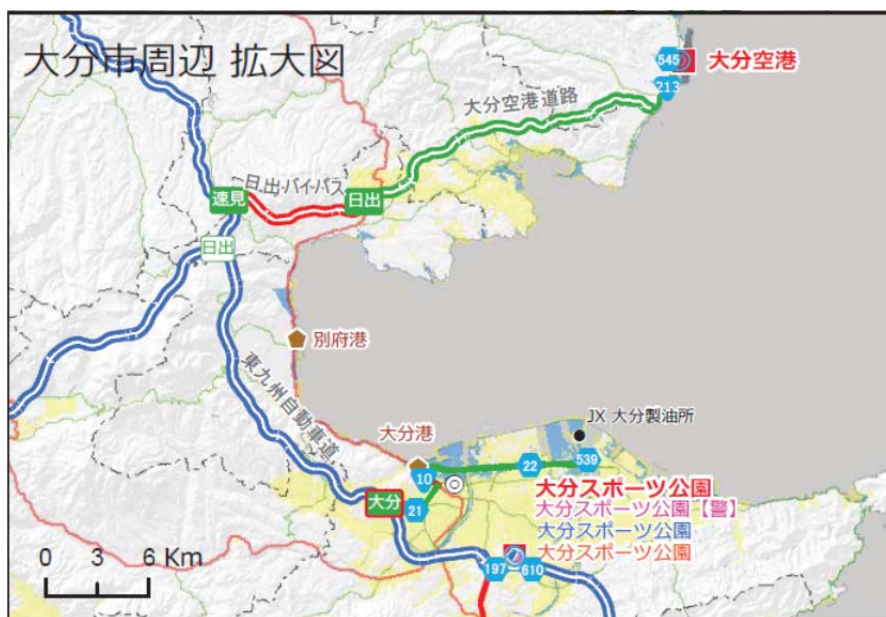 大分市周辺 拡大図
545
大分空港
213
大分空港道路
日出バイパス
速見
日出
日出
別府港
東九州自動車道
大分港
JX 大分製油所
10
22
539
大分
21
大分スポーツ公園
大分スポーツ公園【警】
大分スポーツ公園
大分スポーツ公園
197
610
0 3 6 Km